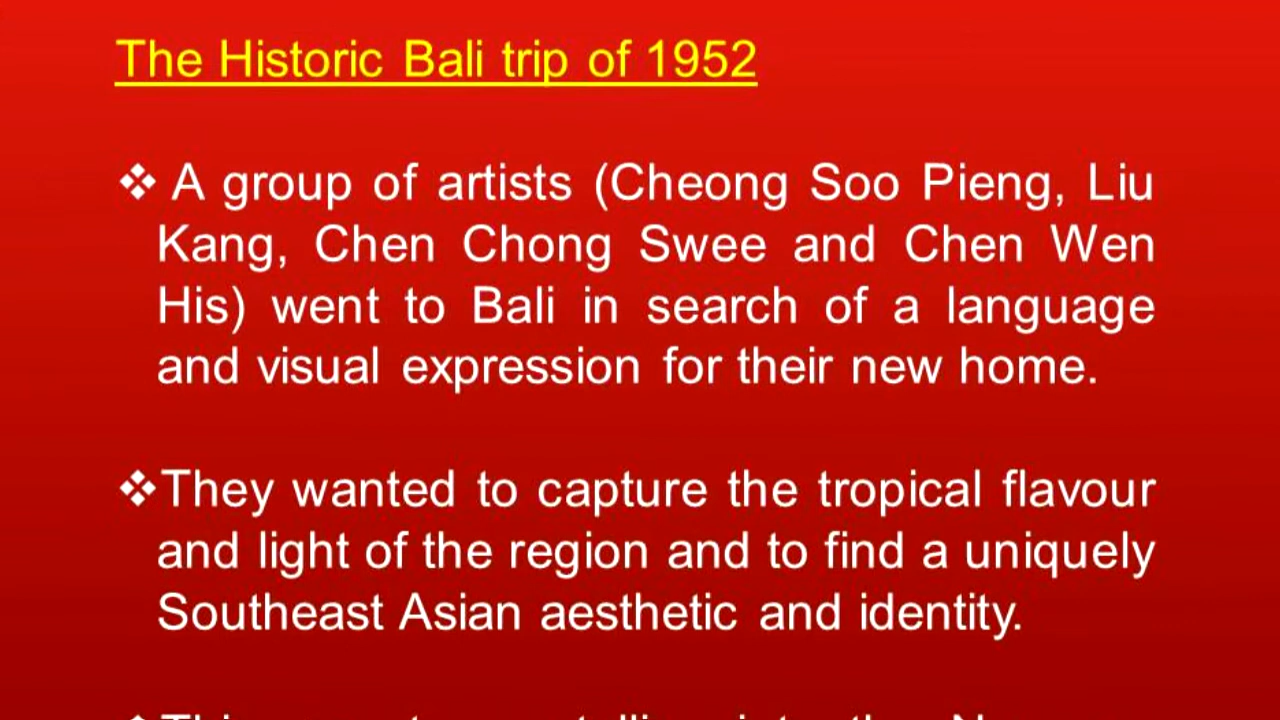 The Historic Bali trip of 1952
❖ A group of artists (Cheong Soo Pieng, Liu
Kang, Chen Chong Swee and Chen Wen
His) went to Bali in search of a language
and visual expression for their new home.
❖They wanted to capture the tropical flavour
and light of the region and to find a uniquely
Southeast Asian aesthetic and identity.